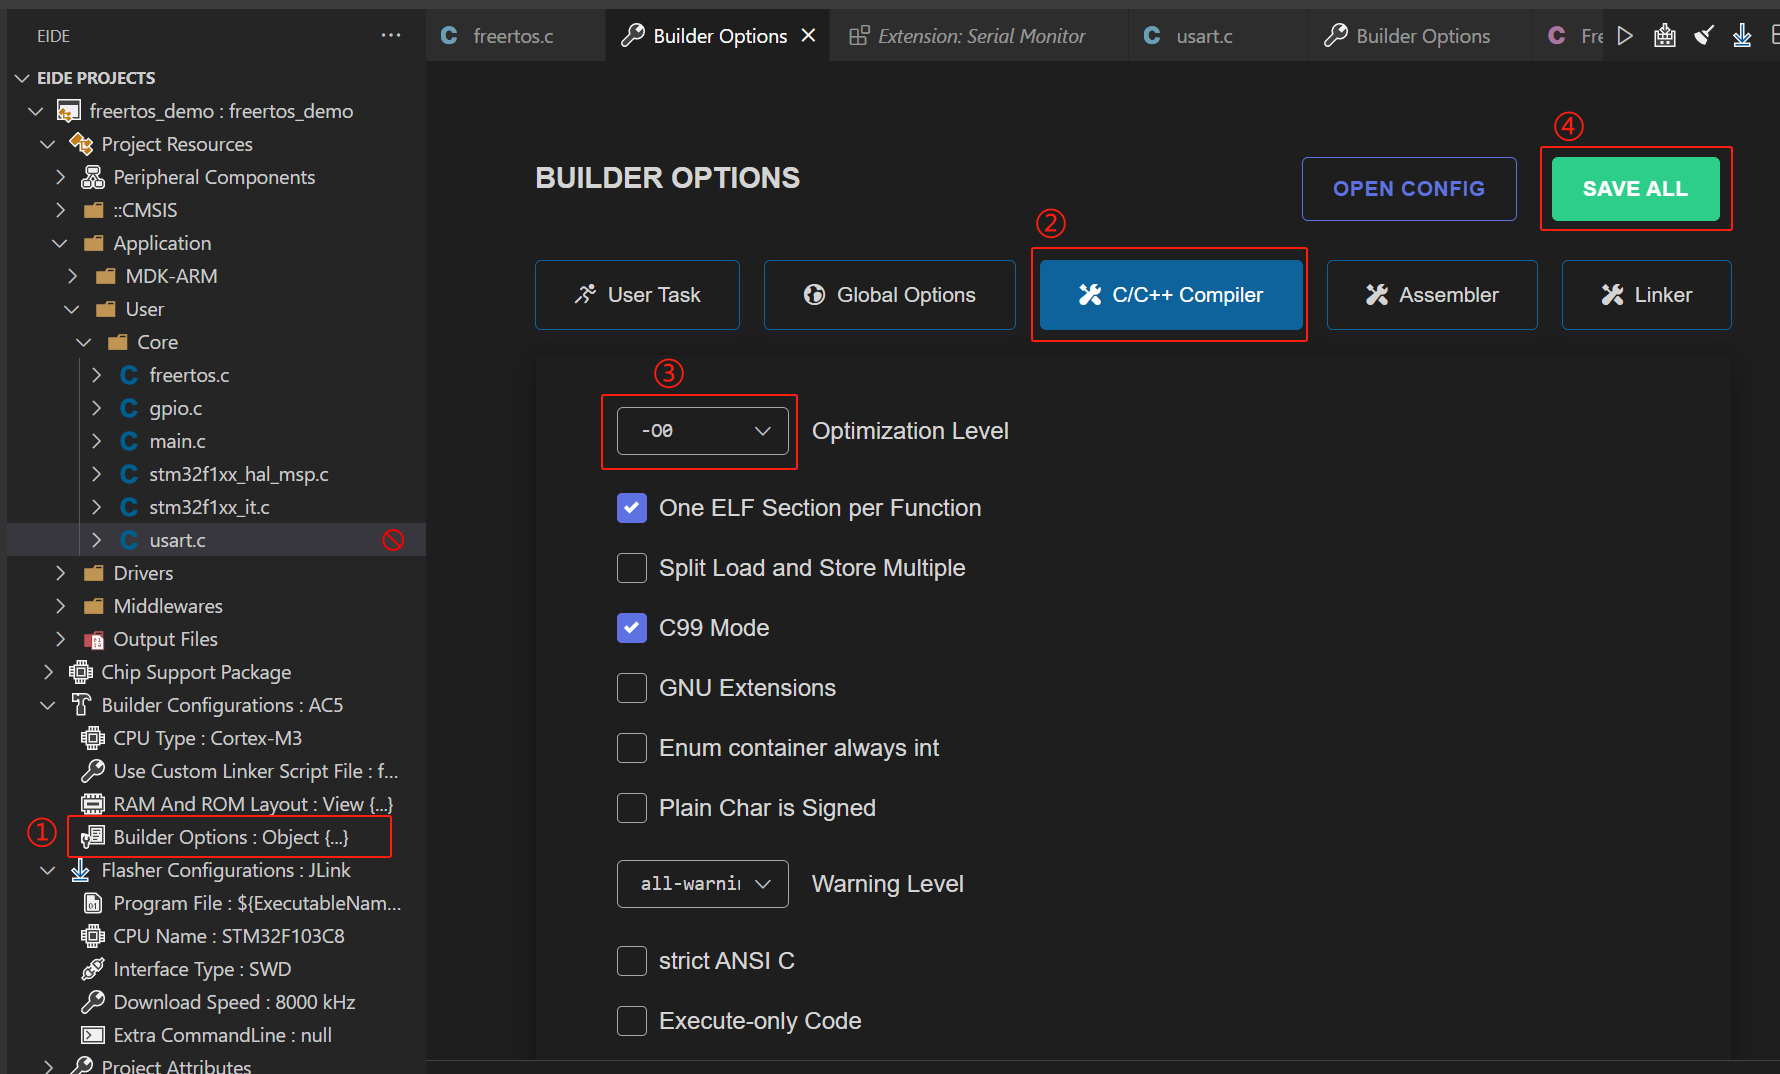 EIDE
EIDE PROJECTS
freertos_demo : freertos_demo
Project Resources
Peripheral Components
::CMSIS
Application
MDK-ARM
User
Core
freertos.c
gpio.c
main.c
stm32f1xx_hal_msp.c
stm32f1xx_it.c
usart.c
Drivers
Middlewares
Output Files
Chip Support Package
Builder Configurations : AC5
CPU Type : Cortex-M3
Use Custom Linker Script File : f...
RAM And ROM Layout : View {...}
① Builder Options : Object {...}
Flasher Configurations : JLink
Program File : ${ExecutableNam...
CPU Name : STM32F103C8
Interface Type : SWD
Download Speed : 8000 kHz
Extra CommandLine : null
Project Attributes
freertos.c Builder Options Extension: Serial Monitor usart.c Builder Options Fre
④
BUILDER OPTIONS OPEN CONFIG SAVE ALL
②
User Task Global Options C/C++ Compiler Assembler Linker
③
-O0 Optimization Level
One ELF Section per Function
Split Load and Store Multiple
C99 Mode
GNU Extensions
Enum container always int
Plain Char is Signed
all-warnin Warning Level
strict ANSI C
Execute-only Code